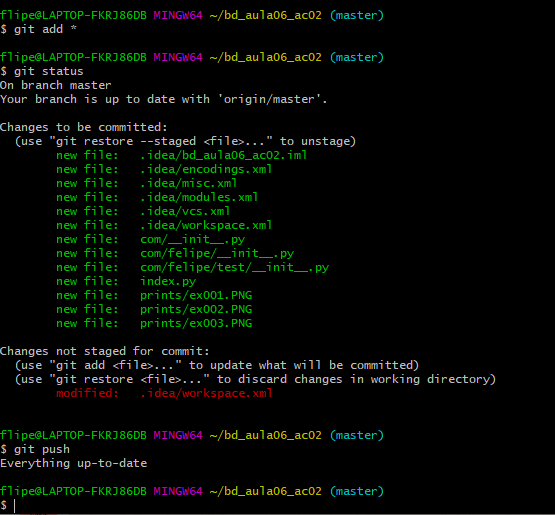 flipe@LAPTOP-FKRJ86DB MINGW64 ~/bd_aula06_ac02 (master)
$ git add *
flipe@LAPTOP-FKRJ86DB MINGW64 ~/bd_aula06_ac02 (master)
$ git status
On branch master
Your branch is up to date with 'origin/master'.
Changes to be committed:
  (use "git restore --staged <file>..." to unstage)
        new file:   .idea/bd_aula06_ac02.iml
        new file:   .idea/encodings.xml
        new file:   .idea/misc.xml
        new file:   .idea/modules.xml
        new file:   .idea/vcs.xml
        new file:   .idea/workspace.xml
        new file:   com/__init__.py
        new file:   com/felipe/__init__.py
        new file:   com/felipe/test/__init__.py
        new file:   index.py
        new file:   prints/ex001.PNG
        new file:   prints/ex002.PNG
        new file:   prints/ex003.PNG
Changes not staged for commit:
  (use "git add <file>..." to update what will be committed)
  (use "git restore <file>..." to discard changes in working directory)
        modified:   .idea/workspace.xml
flipe@LAPTOP-FKRJ86DB MINGW64 ~/bd_aula06_ac02 (master)
$ git push
Everything up-to-date
flipe@LAPTOP-FKRJ86DB MINGW64 ~/bd_aula06_ac02 (master)
$